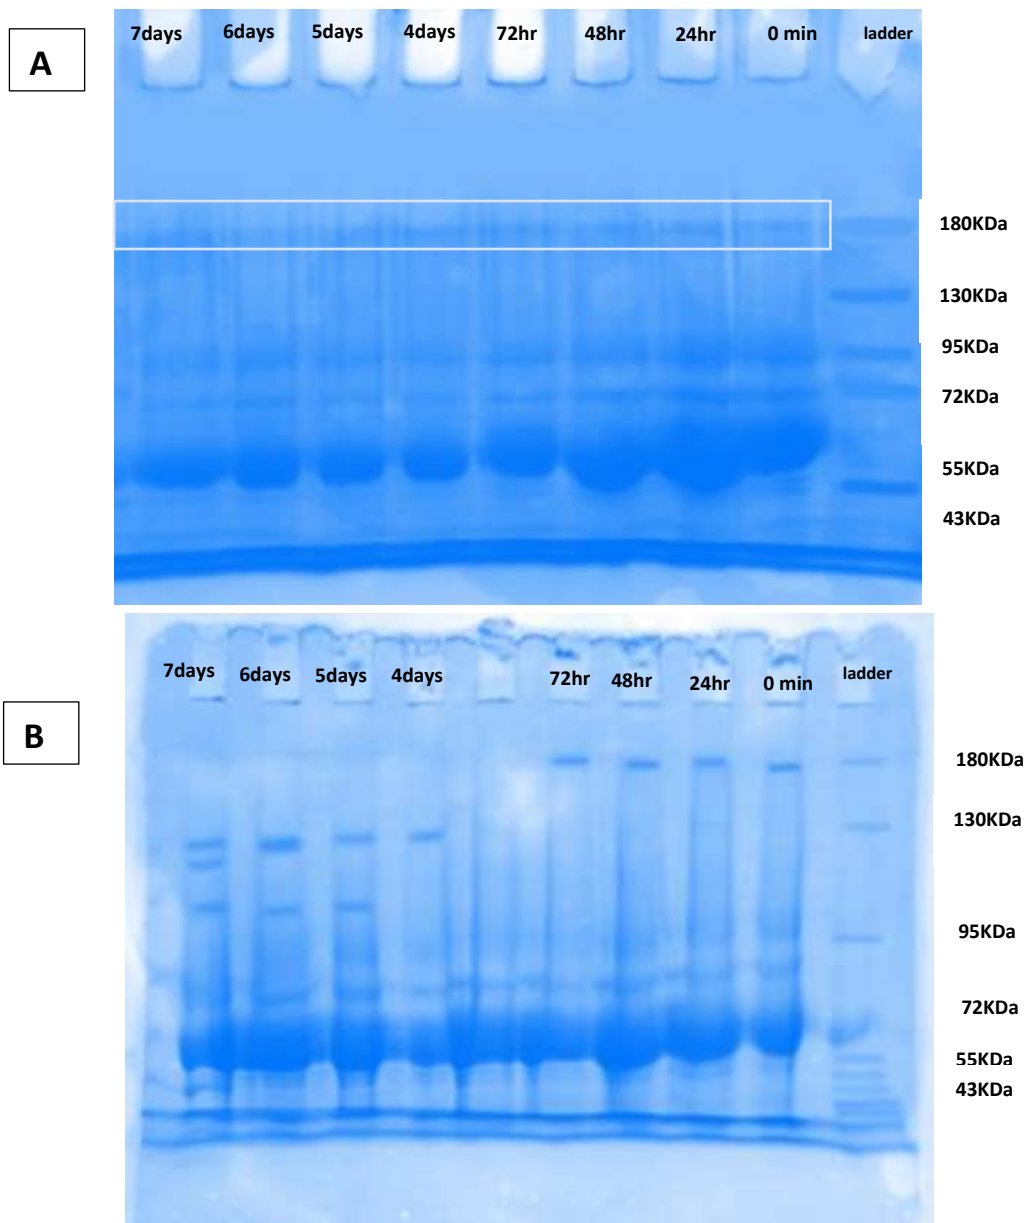 A
7days 6days 5days 4days 72hr 48hr 24hr 0 min ladder
180KDa
130KDa
95KDa
72KDa
55KDa
43KDa
B
7days 6days 5days 4days 72hr 48hr 24hr 0 min ladder
180KDa
130KDa
95KDa
72KDa
55KDa
43KDa